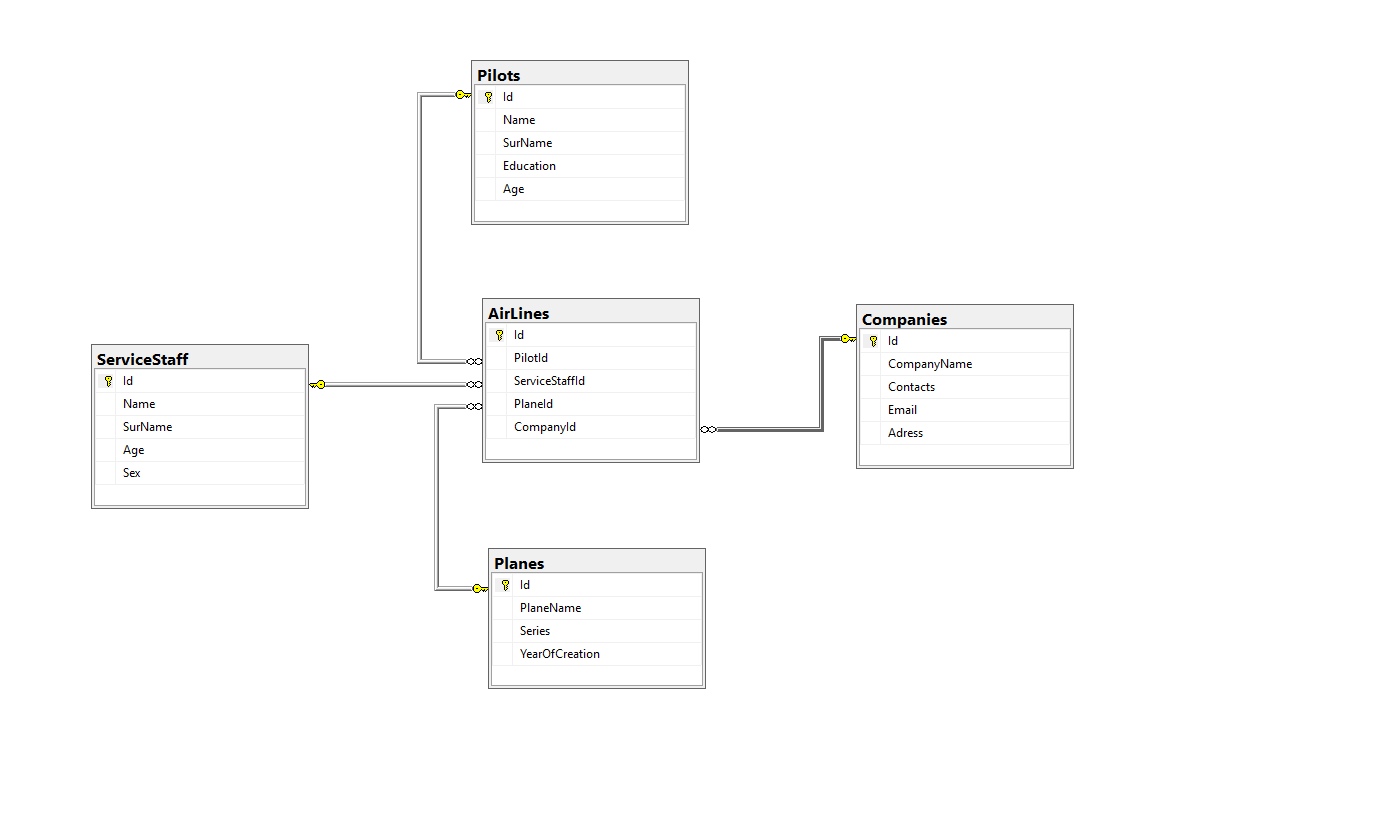 Pilots
Id
Name
SurName
Education
Age
AirLines
Id
PilotId
ServiceStaffId
PlaneId
CompanyId
Companies
Id
CompanyName
Contacts
Email
Adress
ServiceStaff
Id
Name
SurName
Age
Sex
Planes
Id
PlaneName
Series
YearOfCreation